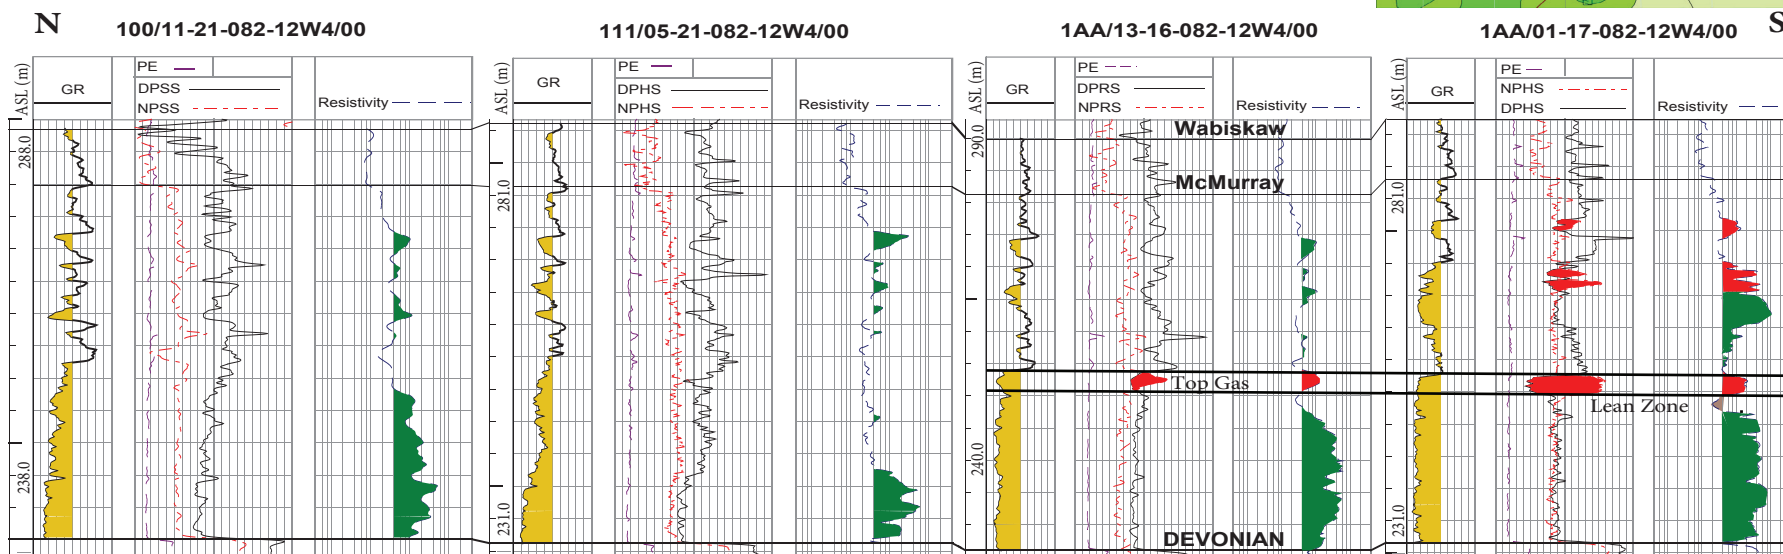 N
S
100/11-21-082-12W4/00
111/05-21-082-12W4/00
1AA/13-16-082-12W4/00
1AA/01-17-082-12W4/00
ASL (m)
GR
PE
DPSS
NPSS
Resistivity
288.0
238.0
ASL (m)
GR
PE
DPHS
NPHS
Resistivity
281.0
231.0
ASL (m)
GR
PE
DPRS
NPRS
Resistivity
290.0
240.0
ASL (m)
GR
PE
NPHS
DPHS
Resistivity
281.0
231.0
Wabiskaw
McMurray
Top Gas
Lean Zone
DEVONIAN